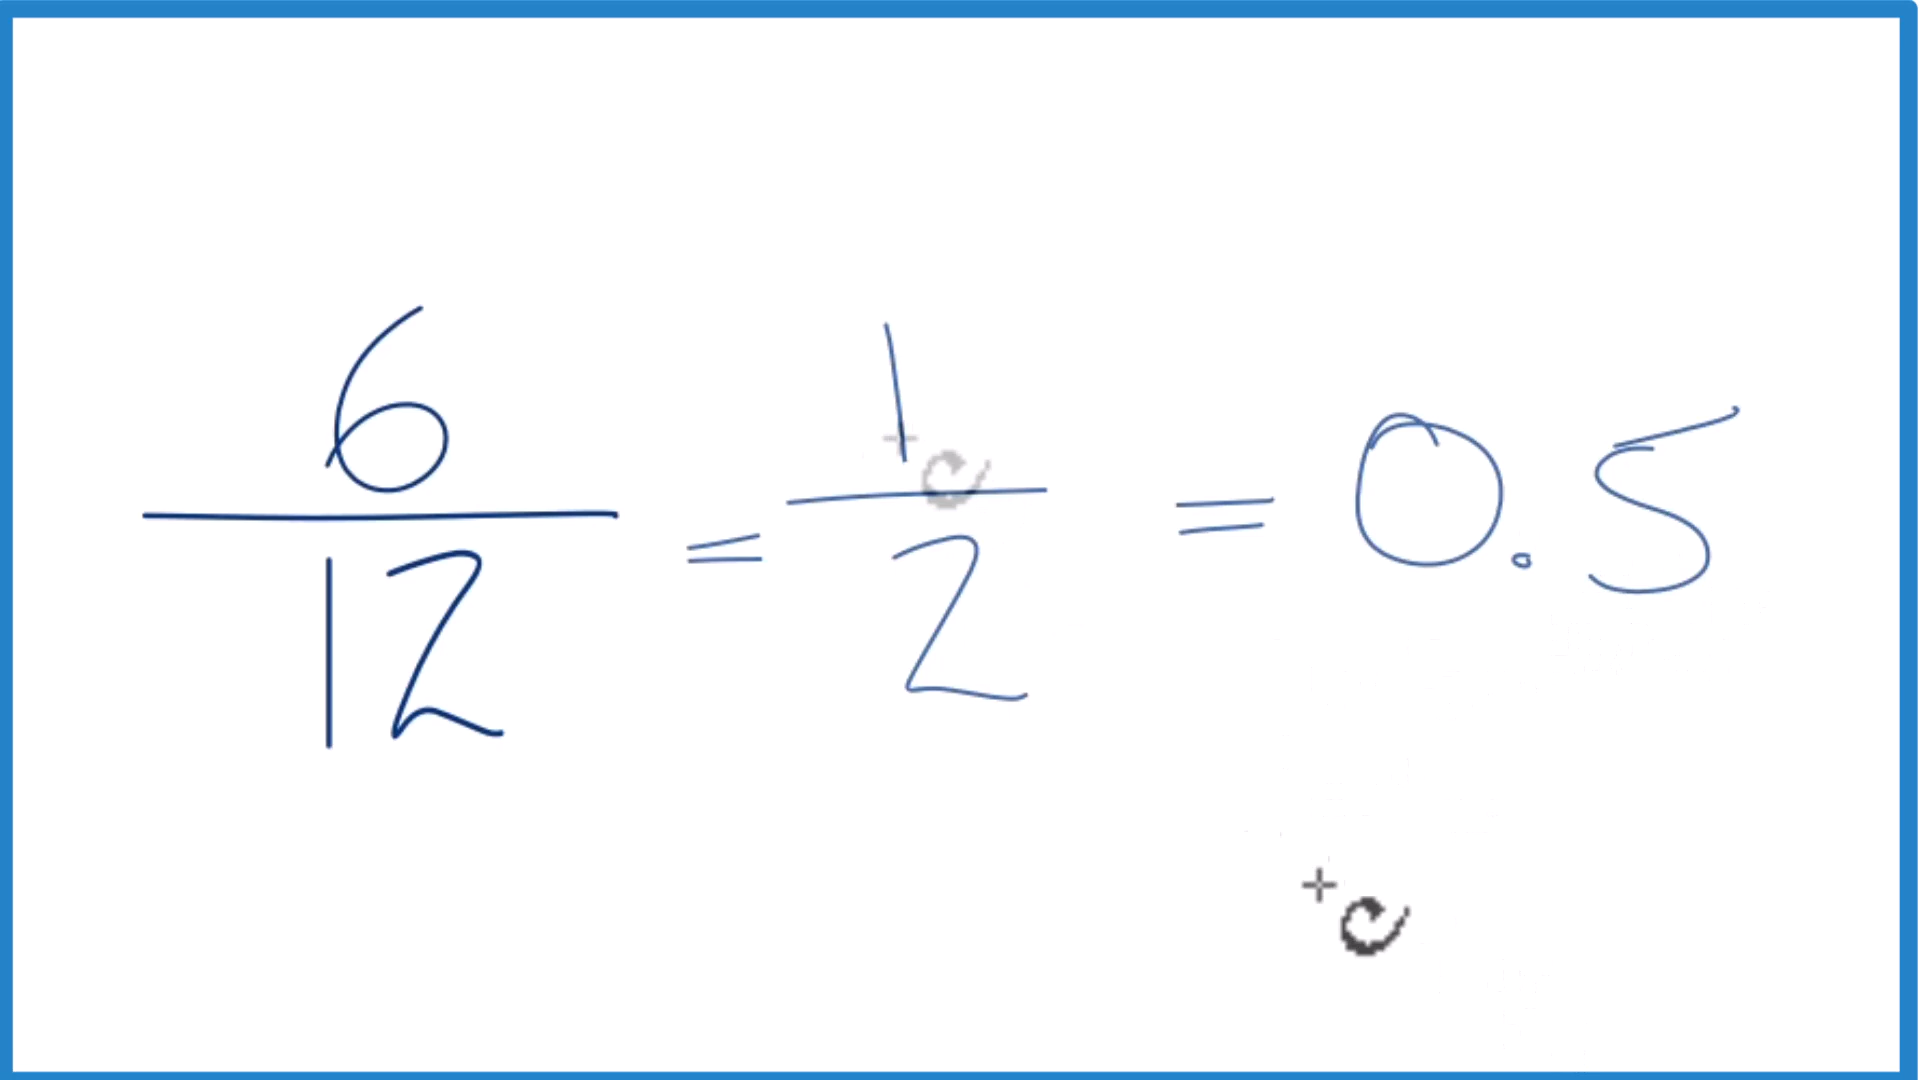 6/12 = 1/2 = 0.5